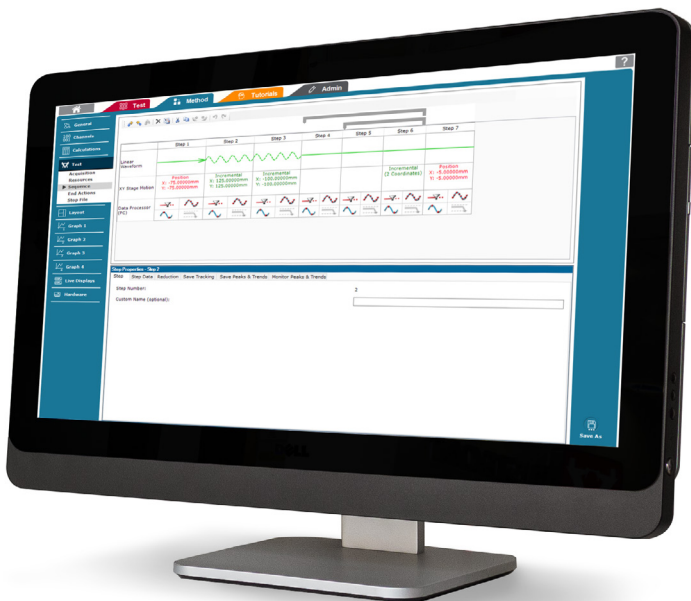 ?
Test
Method
Tutorials
Admin
General
Channels
Calculations
Test
Acquisition
Resources
Sequence
End Actions
Stop File
Layout
Graph 1
Graph 2
Graph 3
Graph 4
Live Displays
Hardware
Step 1 Step 2 Step 3 Step 4 Step 5 Step 6 Step 7
Linear
Waveform
XY Stage Motion
Position
X: -75.00000mm
Y: -75.00000mm
Incremental
X: 125.00000mm
Y: 125.00000mm
Incremental
X: -100.00000mm
Y: -100.00000mm
Incremental
(2 Coordinates)
Position
X: -5.00000mm
Y: -5.00000mm
Data Processor
(PC)
Step Properties - Step 2
Step Step Data Reduction Save Tracking Save Peaks & Trends Monitor Peaks & Trends
Step Number: 2
Custom Name (optional):
Save As
DELL